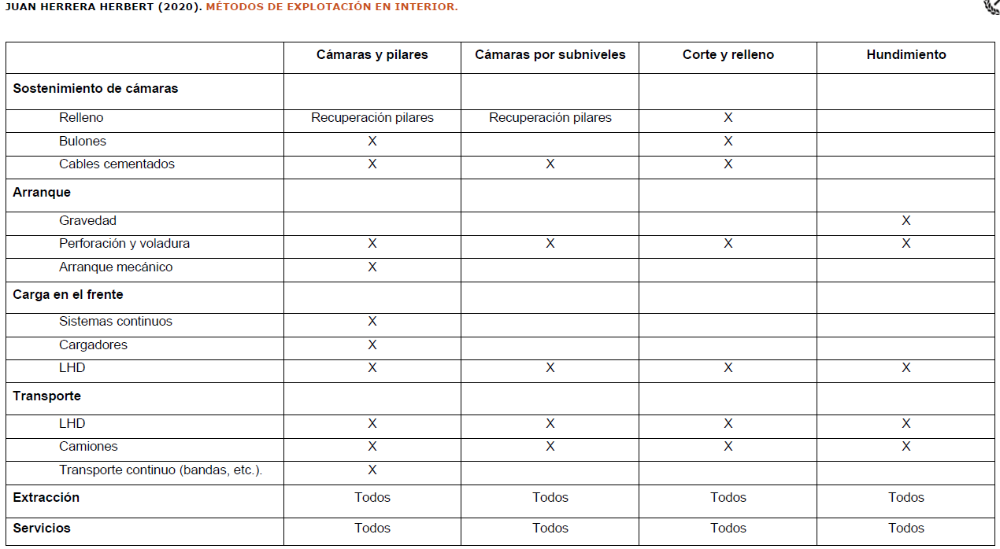 JUAN HERRERA HERBERT (2020). MÉTODOS DE EXPLOTACIÓN EN INTERIOR.
Cámaras y pilares Cámaras por subniveles Corte y relleno Hundimiento
Sostenimiento de cámaras
Relleno Recuperación pilares Recuperación pilares X
Bulones X X
Cables cementados X X X
Arranque
Gravedad X
Perforación y voladura X X X X
Arranque mecánico X
Carga en el frente
Sistemas continuos X
Cargadores X
LHD X X X X
Transporte
LHD X X X X
Camiones X X X X
Transporte continuo (bandas, etc.). X
Extracción Todos Todos Todos Todos
Servicios Todos Todos Todos Todos